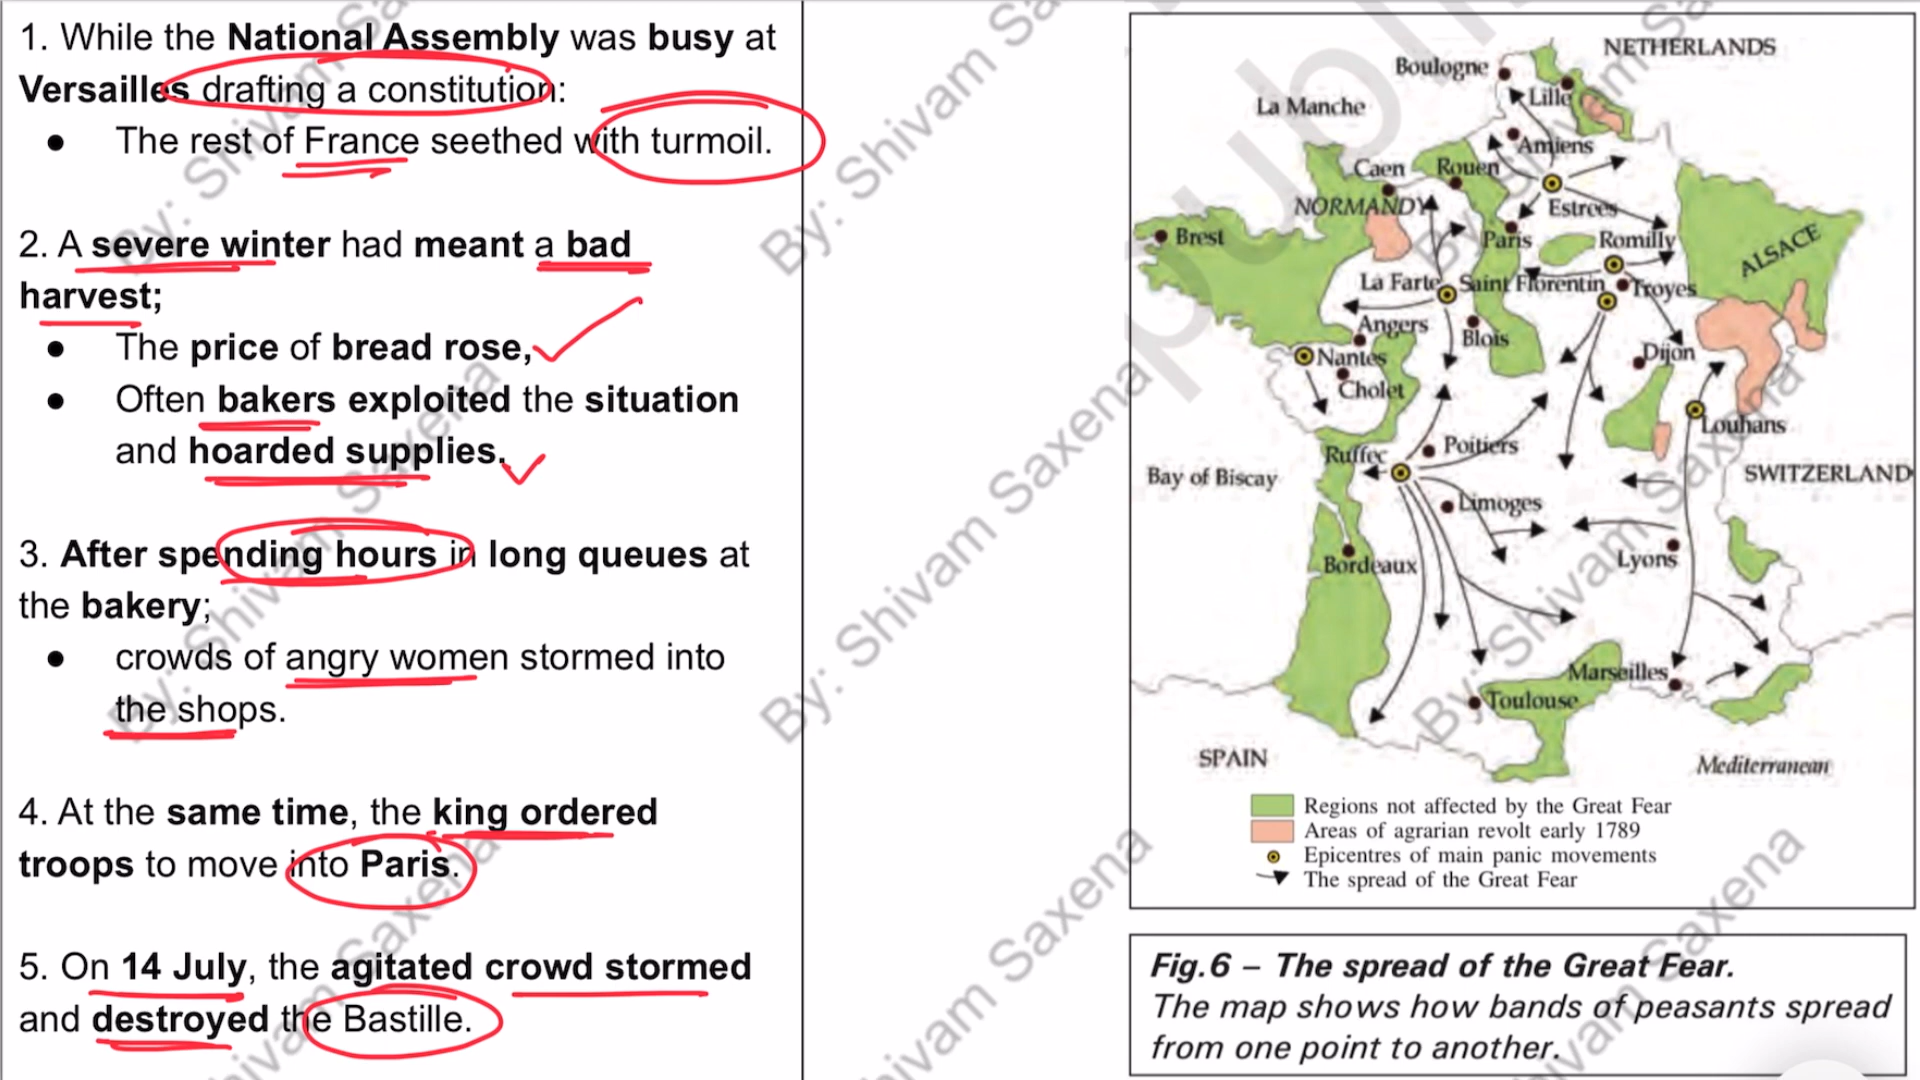 1. While the National Assembly was busy at
Versailles drafting a constitution:
● The rest of France seethed with turmoil.
2. A severe winter had meant a bad
harvest;
● The price of bread rose,
● Often bakers exploited the situation
and hoarded supplies.
3. After spending hours in long queues at
the bakery;
● crowds of angry women stormed into
the shops.
4. At the same time, the king ordered
troops to move into Paris.
5. On 14 July, the agitated crowd stormed
and destroyed the Bastille.
NETHERLANDS
Boulogne
La Manche
Lille
Amiens
Caen
Rouen
NORMANDY
Estrees
Brest
Paris
Romilly
ALSACE
La Farte
Saint Florentin
Troyes
Angers
Blois
Nantes
Dijon
Cholet
Louhans
Ruffec
Poitiers
Bay of Biscay
SWITZERLAND
Limoges
Bordeaux
Lyons
Marseilles
Toulouse
SPAIN
Mediterranean
Regions not affected by the Great Fear
Areas of agrarian revolt early 1789
Epicentres of main panic movements
The spread of the Great Fear
Fig.6 – The spread of the Great Fear.
The map shows how bands of peasants spread
from one point to another.
By: Shivam Saxena
By: Shivam Saxena
By: Shivam Saxena
By: Shivam Saxena
By: Shivam Saxena
By: Shivam Saxena